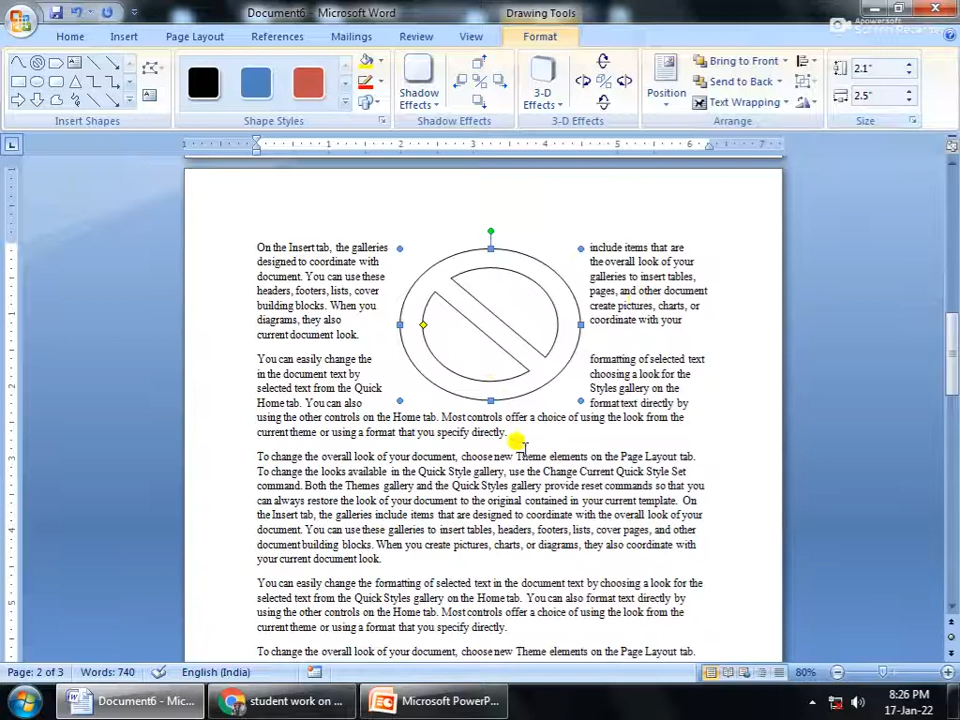 Document6 - Microsoft Word
Drawing Tools
Apowersoft
Screen Recorder
Home Insert Page Layout References Mailings Review View Format
Insert Shapes
Shape Styles
Shadow Effects
Shadow Effects
3-D Effects
3-D Effects
Position
Bring to Front
Send to Back
Text Wrapping
Arrange
2.1"
2.5"
Size
1 1 2 3 4 5 6 7
On the Insert tab, the galleries include items that are
designed to coordinate with the overall look of your
document. You can use these galleries to insert tables,
headers, footers, lists, cover pages, and other document
building blocks. When you create pictures, charts, or
diagrams, they also coordinate with your
current document look.
You can easily change the formatting of selected text
in the document text by choosing a look for the
selected text from the Quick Styles gallery on the
Home tab. You can also format text directly by
using the other controls on the Home tab. Most controls offer a choice of using the look from the
current theme or using a format that you specify directly.
To change the overall look of your document, choose new Theme elements on the Page Layout tab.
To change the looks available in the Quick Style gallery, use the Change Current Quick Style Set
command. Both the Themes gallery and the Quick Styles gallery provide reset commands so that you
can always restore the look of your document to the original contained in your current template. On
the Insert tab, the galleries include items that are designed to coordinate with the overall look of your
document. You can use these galleries to insert tables, headers, footers, lists, cover pages, and other
document building blocks. When you create pictures, charts, or diagrams, they also coordinate with
your current document look.
You can easily change the formatting of selected text in the document text by choosing a look for the
selected text from the Quick Styles gallery on the Home tab. You can also format text directly by
using the other controls on the Home tab. Most controls offer a choice of using the look from the
current theme or using a format that you specify directly.
To change the overall look of your document, choose new Theme elements on the Page Layout tab.
Page: 2 of 3 Words: 740 English (India) 80%
Document6 - Mic... student work on ... Microsoft PowerP...
8:26 PM
17-Jan-22